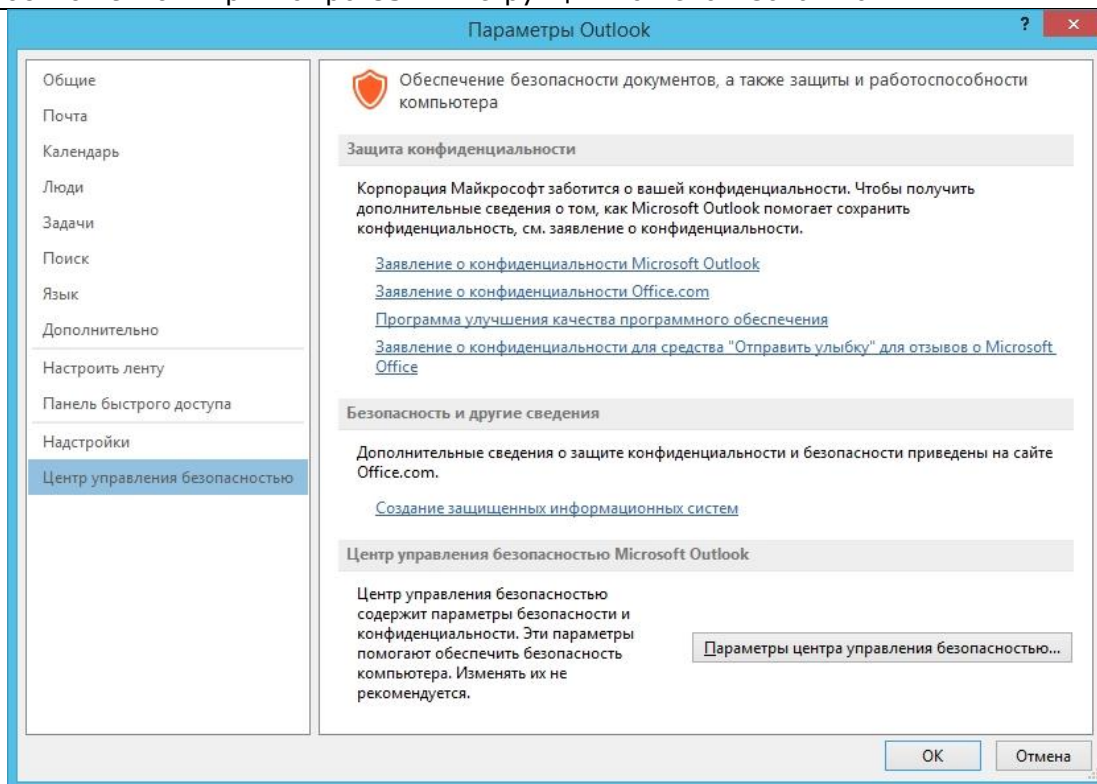 Параметры Outlook
?
×
Общие
Почта
Календарь
Люди
Задачи
Поиск
Язык
Дополнительно
Настроить ленту
Панель быстрого доступа
Надстройки
Центр управления безопасностью
Обеспечение безопасности документов, а также защиты и работоспособности
компьютера
Защита конфиденциальности
Корпорация Майкрософт заботится о вашей конфиденциальности. Чтобы получить
дополнительные сведения о том, как Microsoft Outlook помогает сохранить
конфиденциальность, см. заявление о конфиденциальности.
Заявление о конфиденциальности Microsoft Outlook
Заявление о конфиденциальности Office.com
Программа улучшения качества программного обеспечения
Заявление о конфиденциальности для средства "Отправить улыбку" для отзывов о Microsoft
Office
Безопасность и другие сведения
Дополнительные сведения о защите конфиденциальности и безопасности приведены на сайте
Office.com.
Создание защищенных информационных систем
Центр управления безопасностью Microsoft Outlook
Центр управления безопасностью
содержит параметры безопасности и
конфиденциальности. Эти параметры
помогают обеспечить безопасность
компьютера. Изменять их не
рекомендуется.
Параметры центра управления безопасностью...
ОК
Отмена